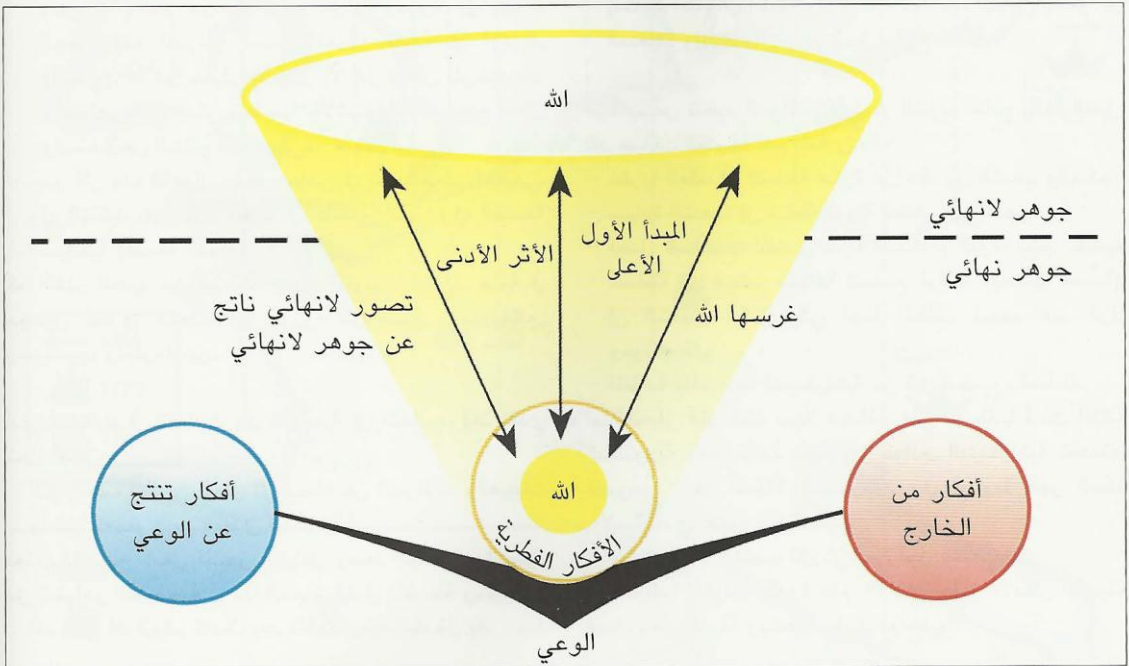 الله
جوهر لانهائي
جوهر نهائي
المبدأ الأول
الأعلى
الأثر الأدنى
غرسها الله
تصور لانهائي ناتج
عن جوهر لانهائي
أفكار من
الخارج
الله
الأفكار الفطرية
أفكار تنتج
عن الوعي
الوعي